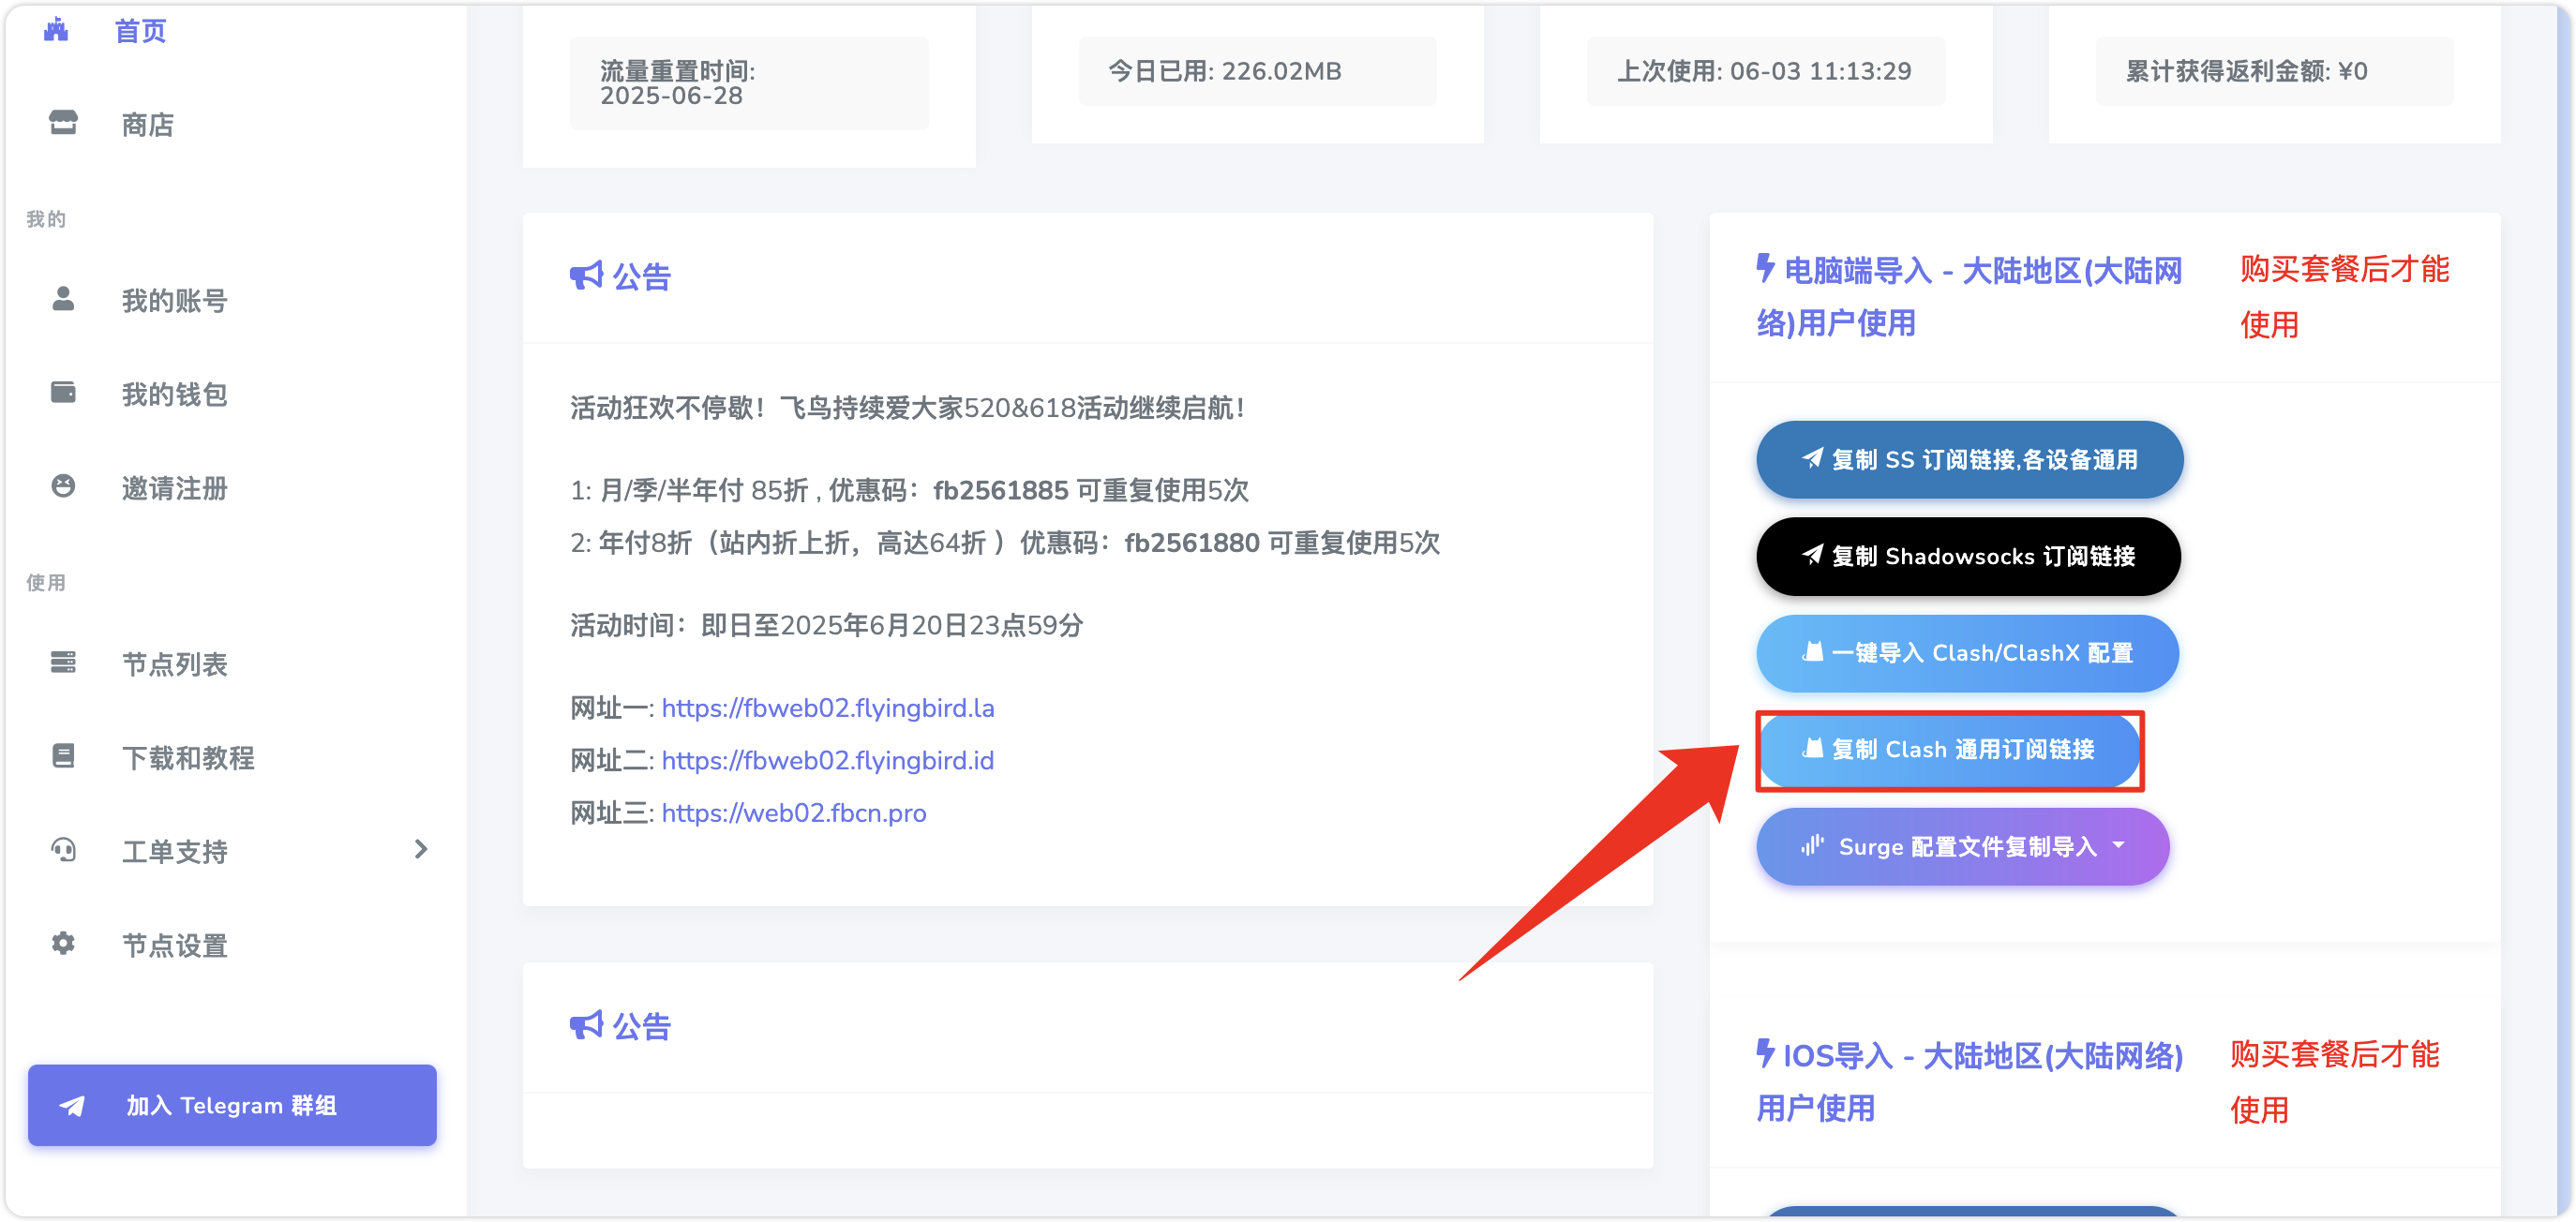 首页
商店
我的
我的账号
我的钱包
邀请注册
使用
节点列表
下载和教程
工单支持
节点设置
加入 Telegram 群组
流量重置时间:
2025-06-28
今日已用: 226.02MB
上次使用: 06-03 11:13:29
累计获得返利金额: ¥0
公告
活动狂欢不停歇！飞鸟持续爱大家520&618活动继续启航！
1: 月/季/半年付 85折 , 优惠码：fb2561885 可重复使用5次
2: 年付8折（站内折上折，高达64折 ）优惠码：fb2561880 可重复使用5次
活动时间：即日至2025年6月20日23点59分
网址一: https://fbweb02.flyingbird.la
网址二: https://fbweb02.flyingbird.id
网址三: https://web02.fbcn.pro
公告
电脑端导入 - 大陆地区(大陆网
络)用户使用
购买套餐后才能
使用
复制 SS 订阅链接,各设备通用
复制 Shadowsocks 订阅链接
一键导入 Clash/ClashX 配置
复制 Clash 通用订阅链接
Surge 配置文件复制导入
IOS导入 - 大陆地区(大陆网络)
用户使用
购买套餐后才能
使用